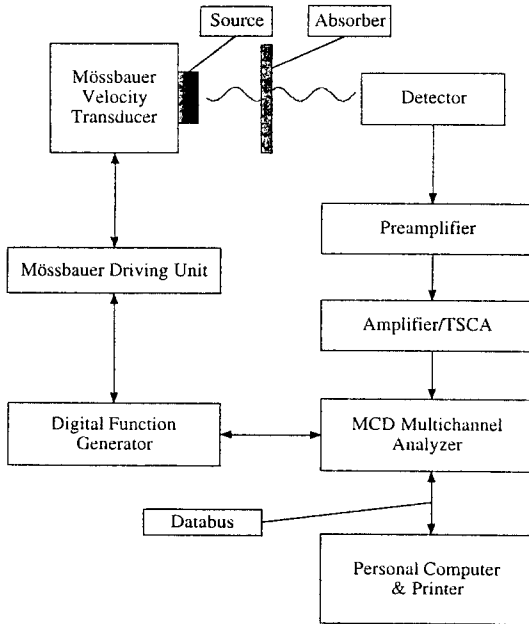 Source
Absorber
Mössbauer
Velocity
Transducer
Detector
Preamplifier
Mössbauer Driving Unit
Amplifier/TSCA
Digital Function
Generator
MCD Multichannel
Analyzer
Databus
Personal Computer
& Printer